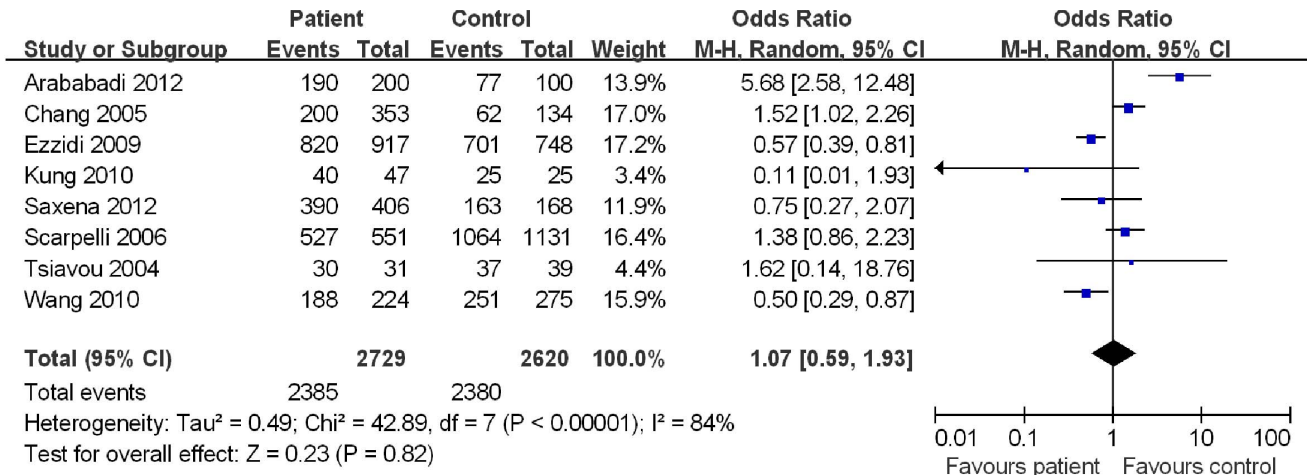 Patient Control Odds Ratio Odds Ratio
Study or Subgroup Events Total Events Total Weight M-H, Random, 95% CI M-H, Random, 95% CI
Arababadi 2012 190 200 77 100 13.9% 5.68 [2.58, 12.48]
Chang 2005 200 353 62 134 17.0% 1.52 [1.02, 2.26]
Ezzidi 2009 820 917 701 748 17.2% 0.57 [0.39, 0.81]
Kung 2010 40 47 25 25 3.4% 0.11 [0.01, 1.93]
Saxena 2012 390 406 163 168 11.9% 0.75 [0.27, 2.07]
Scarpelli 2006 527 551 1064 1131 16.4% 1.38 [0.86, 2.23]
Tsiavou 2004 30 31 37 39 4.4% 1.62 [0.14, 18.76]
Wang 2010 188 224 251 275 15.9% 0.50 [0.29, 0.87]
Total (95% CI) 2729 2620 100.0% 1.07 [0.59, 1.93]
Total events 2385 2380
Heterogeneity: Tau² = 0.49; Chi² = 42.89, df = 7 (P < 0.00001); I² = 84%
Test for overall effect: Z = 0.23 (P = 0.82)
0.01 0.1 1 10 100
Favours patient Favours control